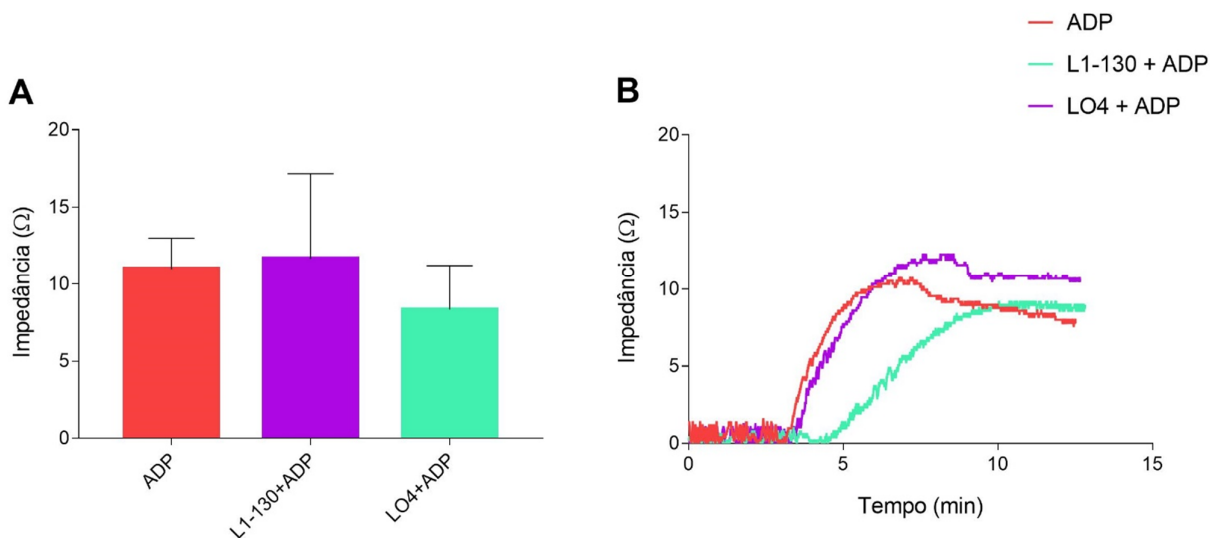 A
20
15
10
5
0
Impedância (Ω)
ADP
L1-130+ADP
LO4+ADP
B
ADP
L1-130 + ADP
LO4 + ADP
20
15
10
5
0
Impedância (Ω)
0 5 10 15
Tempo (min)